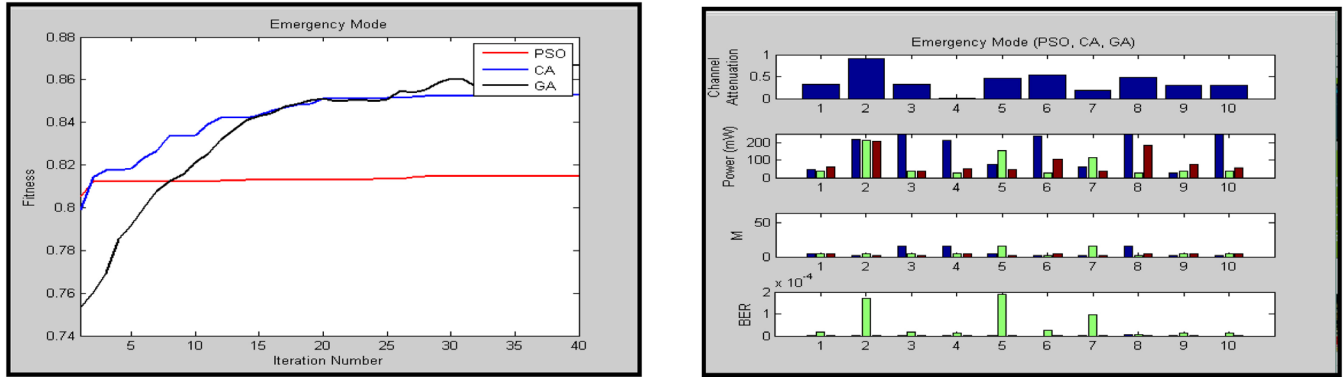 Emergency Mode
0.88
0.86
0.84
0.82
0.8
0.78
0.76
0.74
Fitness
PSO
CA
GA
5 10 15 20 25 30 35 40
Iteration Number
Emergency Mode (PSO, CA, GA)
Channel
Attenuation
1
0.5
0
1 2 3 4 5 6 7 8 9 10
Power (mW)
200
100
0
1 2 3 4 5 6 7 8 9 10
M
50
0
1 2 3 4 5 6 7 8 9 10
x 10^-4
BER
2
1
0
1 2 3 4 5 6 7 8 9 10